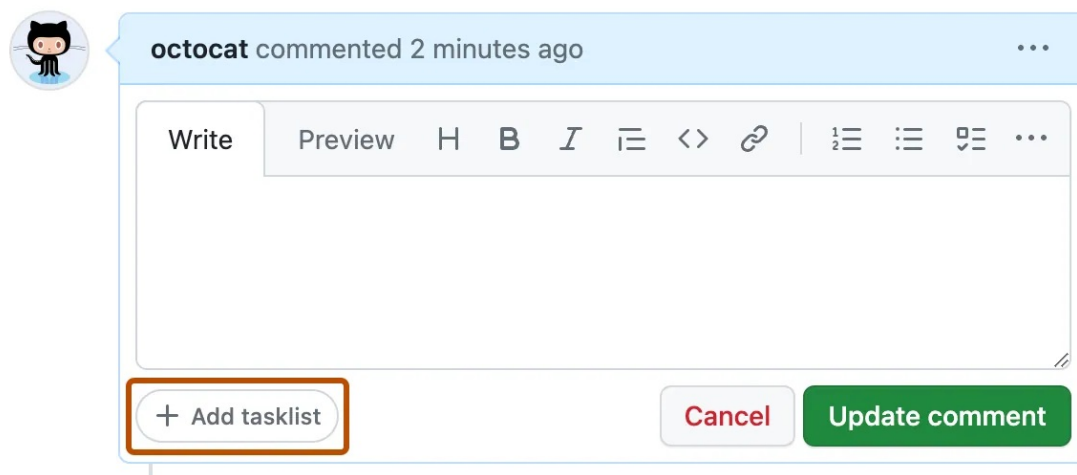 octocat commented 2 minutes ago
Write Preview
Add tasklist Cancel Update comment